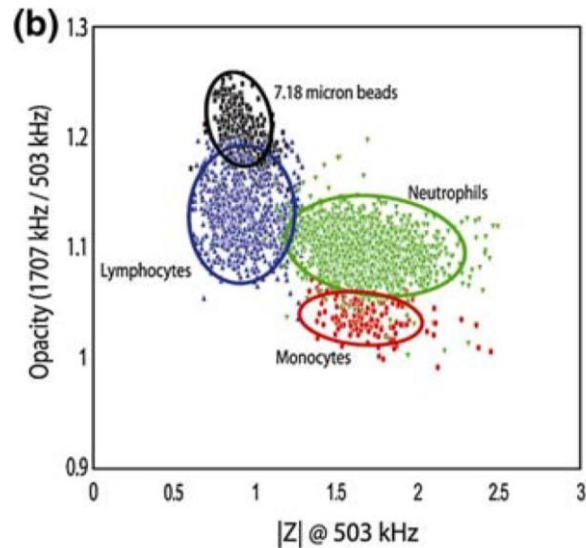 (b)
1.3
7.18 micron beads
1.2
Neutrophils
Opacity (1707 kHz / 503 kHz)
1.1
Lymphocytes
Monocytes
1
0.9
0 0.5 1 1.5 2 2.5 3
|Z| @ 503 kHz